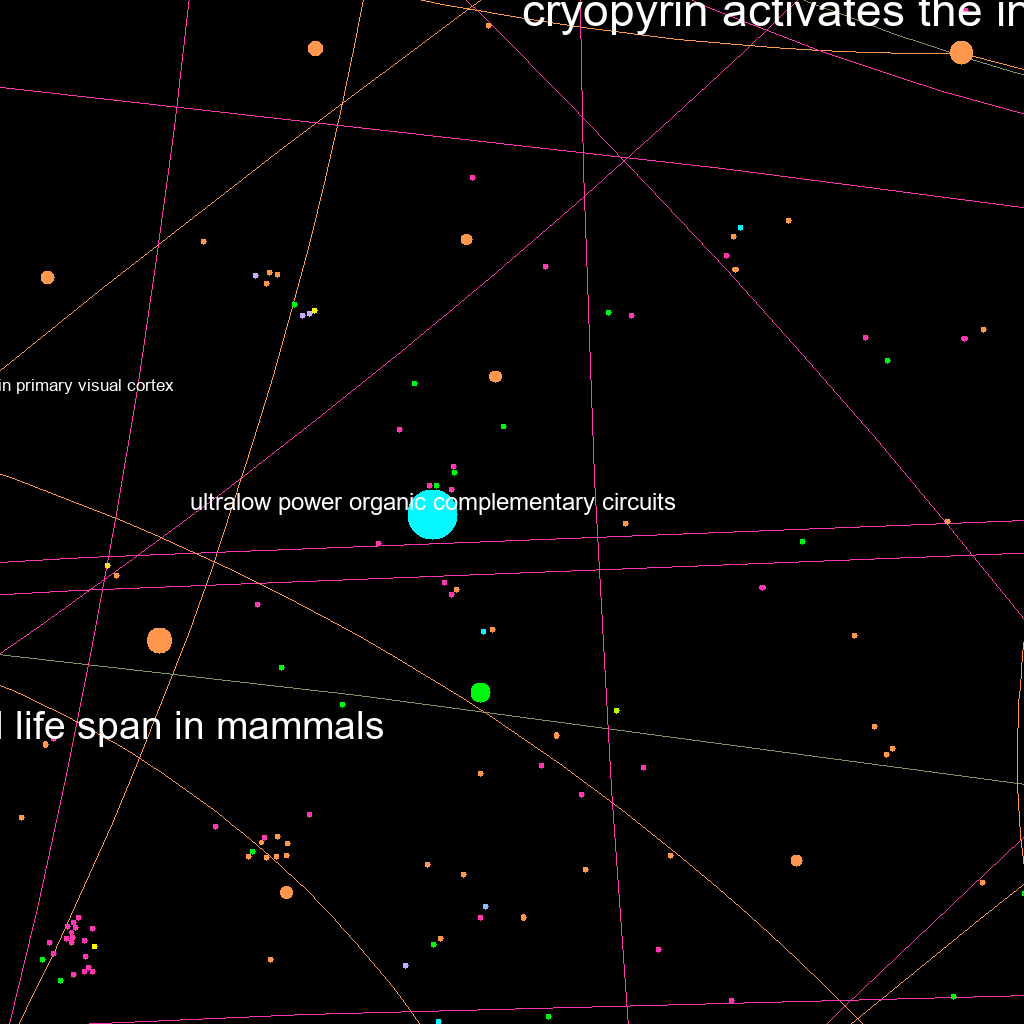 cryopyrin activates the in
in primary visual cortex
ultralow power organic complementary circuits
life span in mammals